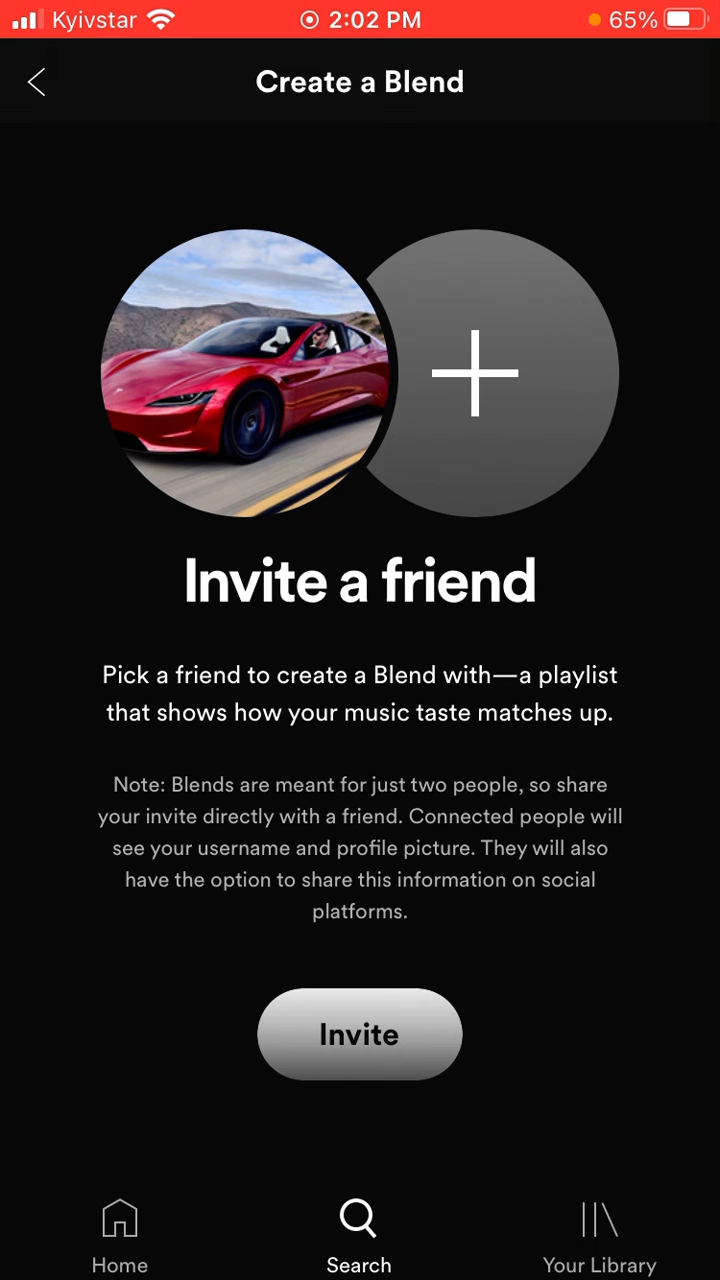 Kyivstar 2:02 PM 65%
Create a Blend
Invite a friend
Pick a friend to create a Blend with—a playlist
that shows how your music taste matches up.
Note: Blends are meant for just two people, so share
your invite directly with a friend. Connected people will
see your username and profile picture. They will also
have the option to share this information on social
platforms.
Invite
Home Search Your Library